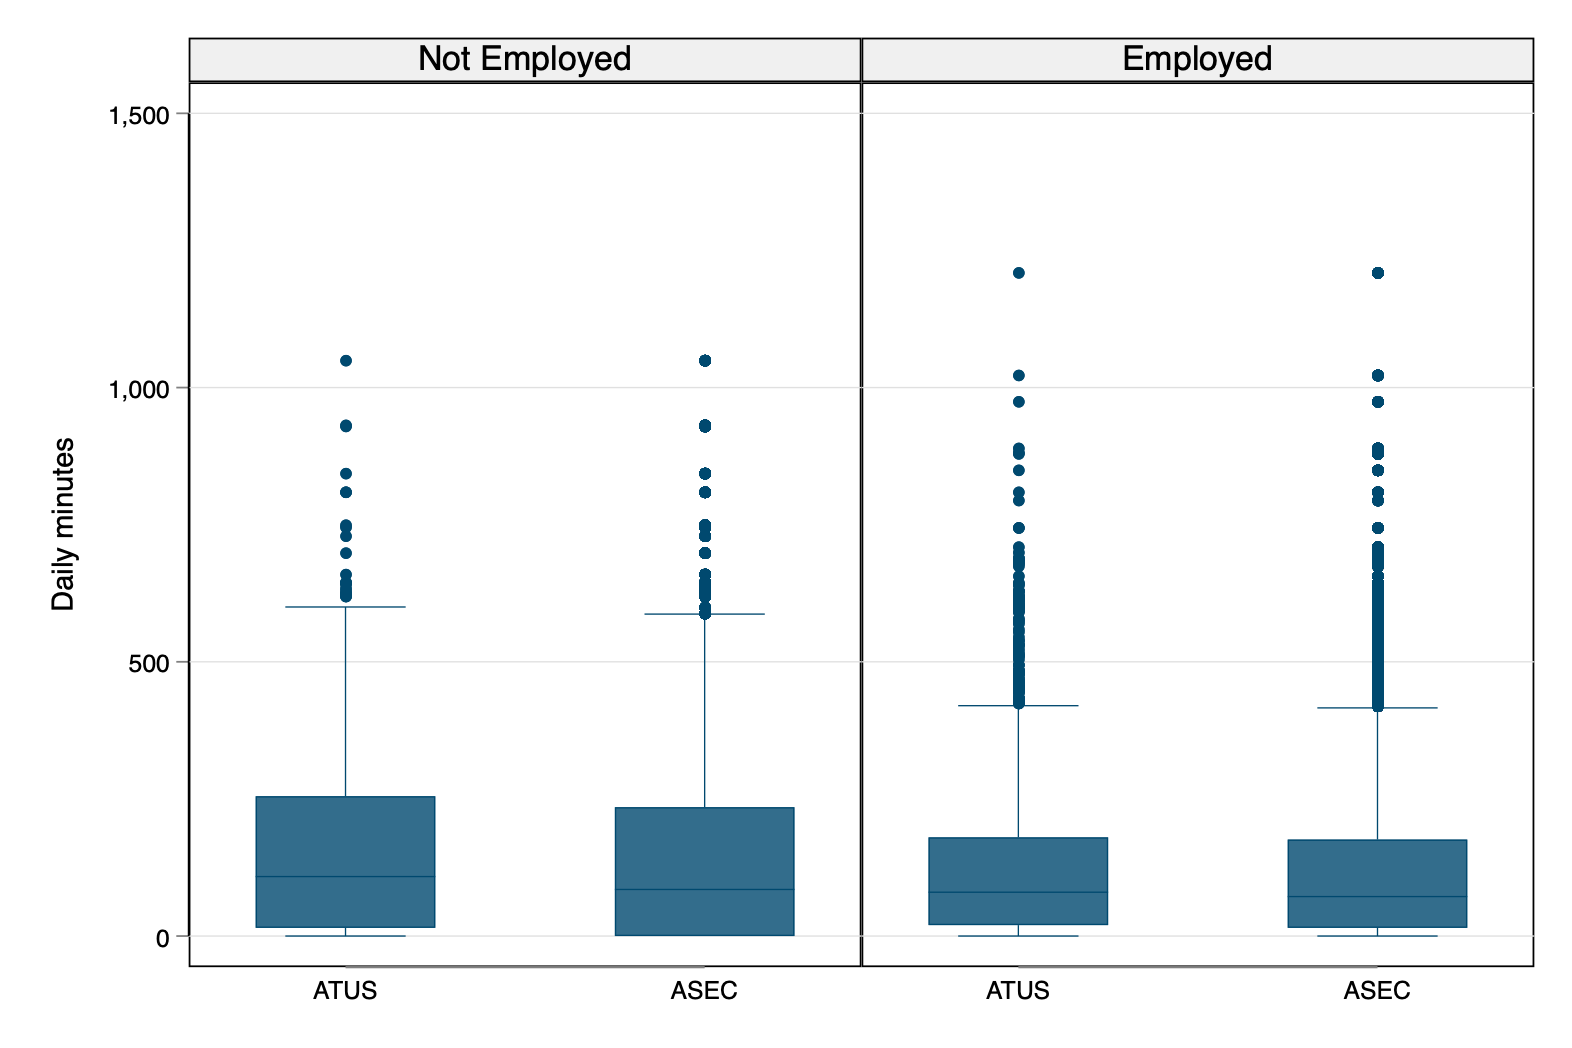 Not Employed
Employed
1,500
1,000
500
0
Daily minutes
ATUS
ASEC
ATUS
ASEC